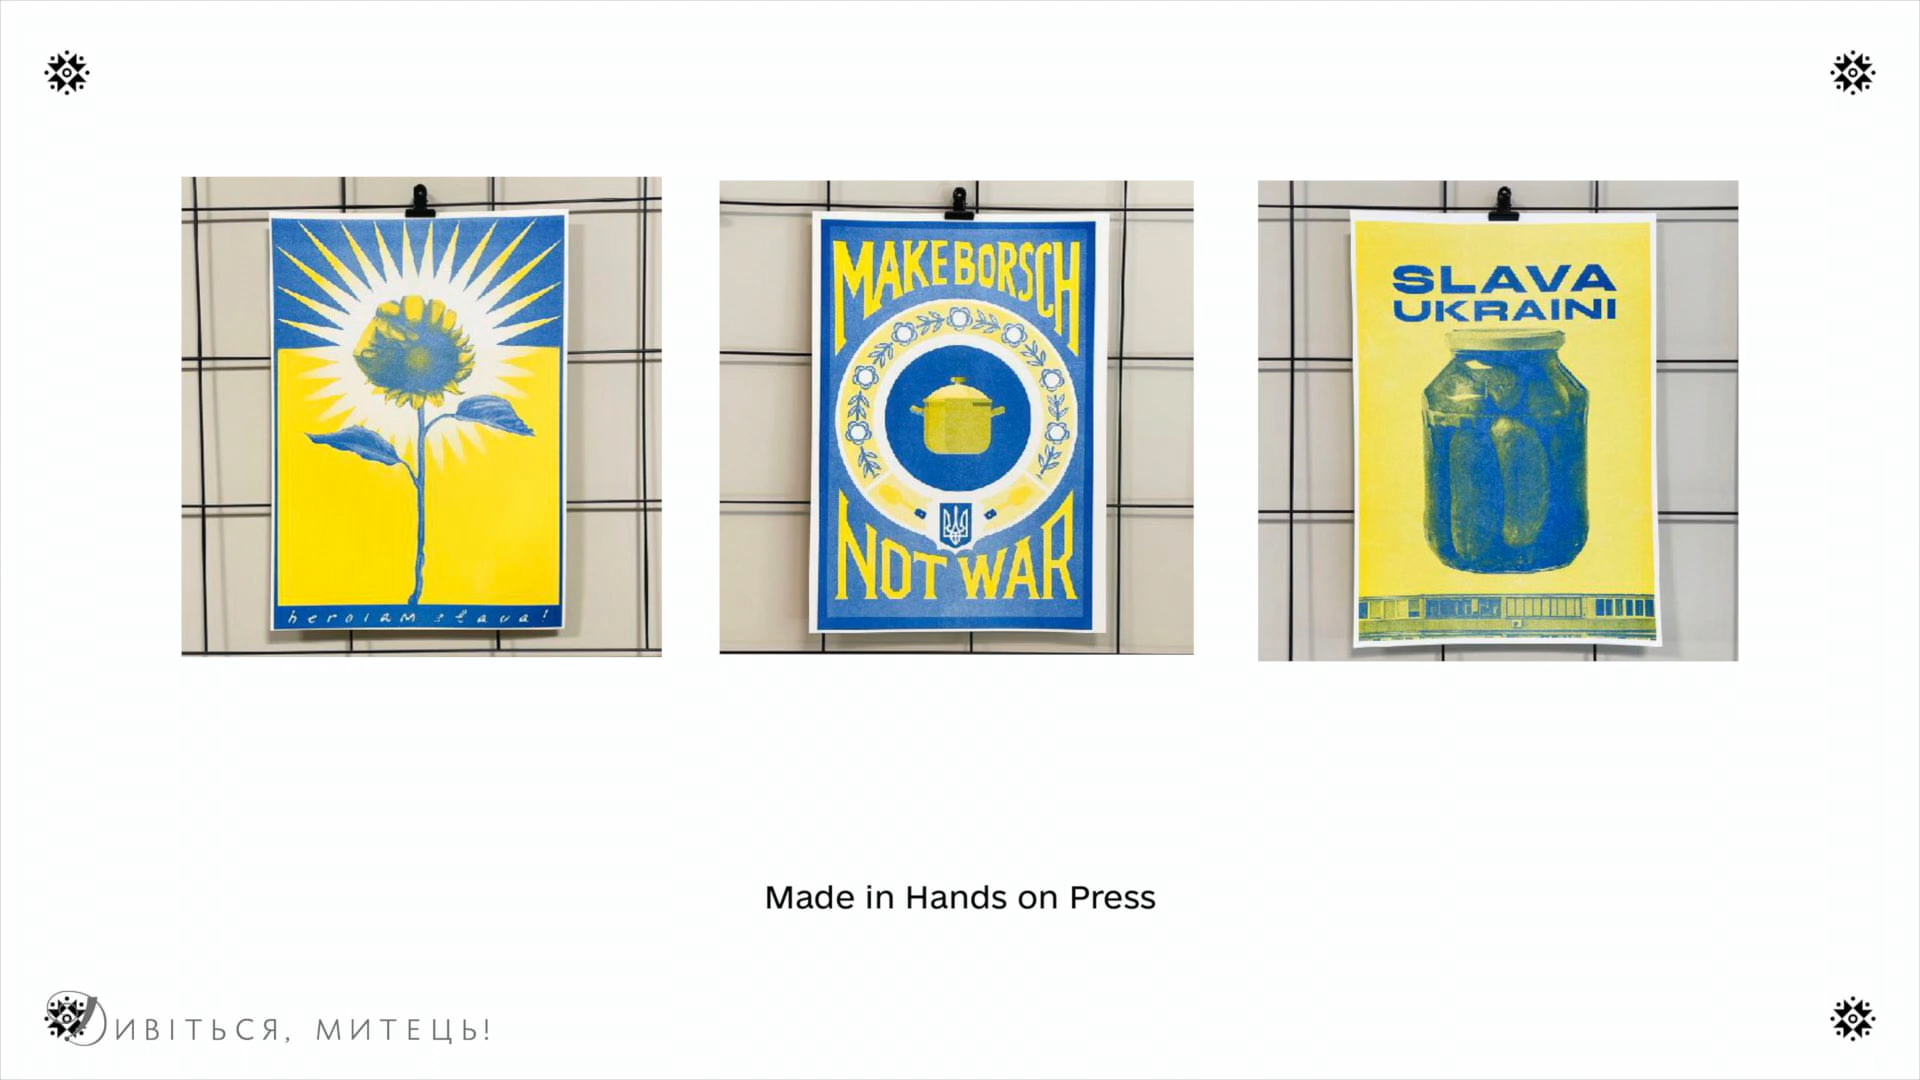 heroiam slava!
MAKE BORSCH
NOT WAR
SLAVA
UKRAINI
Made in Hands on Press
Дивіться, митець!